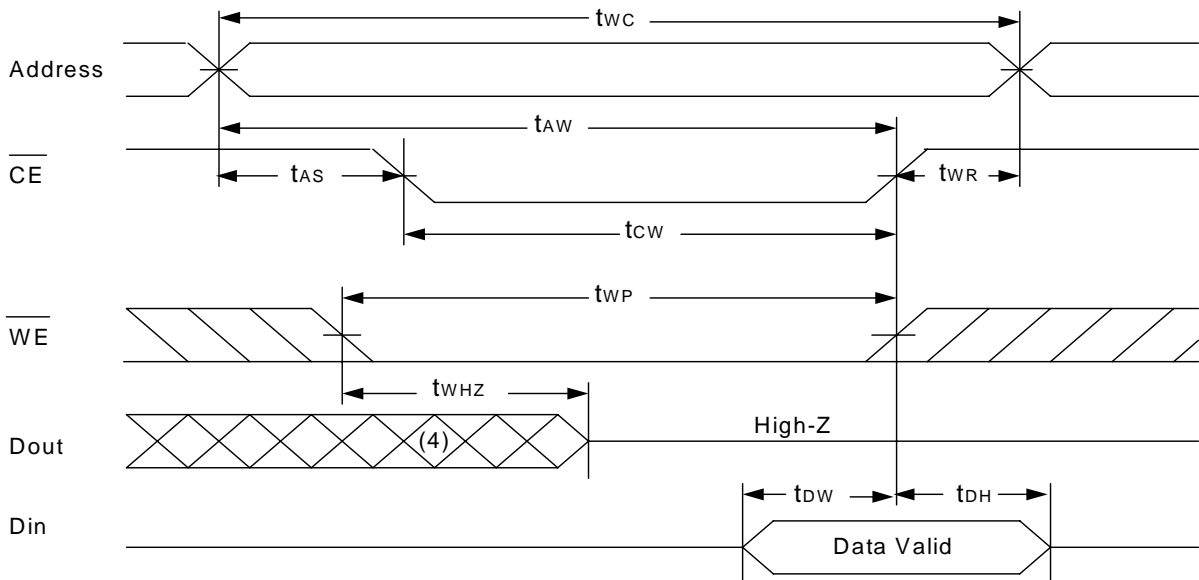 tWC
Address
tAW
CE
tAS
tWR
tCW
tWP
WE
tWHZ
Dout
(4)
High-Z
tDW
tDH
Din
Data Valid